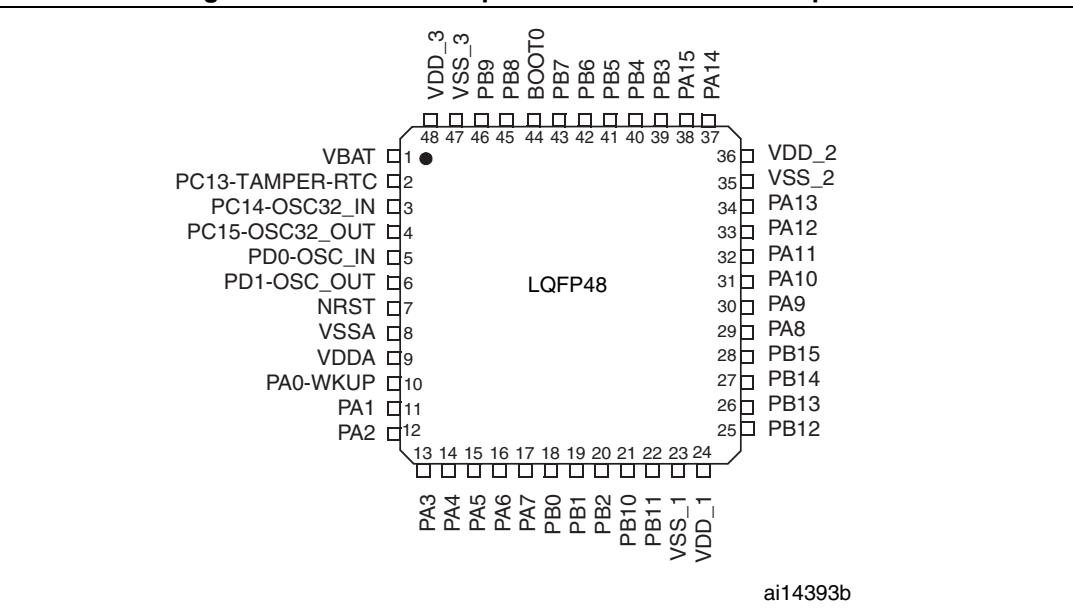 VDD_3
VSS_3
PB9
PB8
BOOT0
PB7
PB6
PB5
PB4
PB3
PA15
PA14
48 47 46 45 44 43 42 41 40 39 38 37
VBAT 1
PC13-TAMPER-RTC 2
PC14-OSC32_IN 3
PC15-OSC32_OUT 4
PD0-OSC_IN 5
PD1-OSC_OUT 6
NRST 7
VSSA 8
VDDA 9
PA0-WKUP 10
PA1 11
PA2 12
LQFP48
36 VDD_2
35 VSS_2
34 PA13
33 PA12
32 PA11
31 PA10
30 PA9
29 PA8
28 PB15
27 PB14
26 PB13
25 PB12
13 14 15 16 17 18 19 20 21 22 23 24
PA3
PA4
PA5
PA6
PA7
PB0
PB1
PB2
PB10
PB11
VSS_1
VDD_1
ai14393b